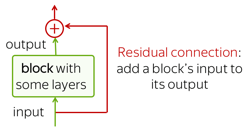 output
block with
some layers
input
Residual connection:
add a block's input to
its output